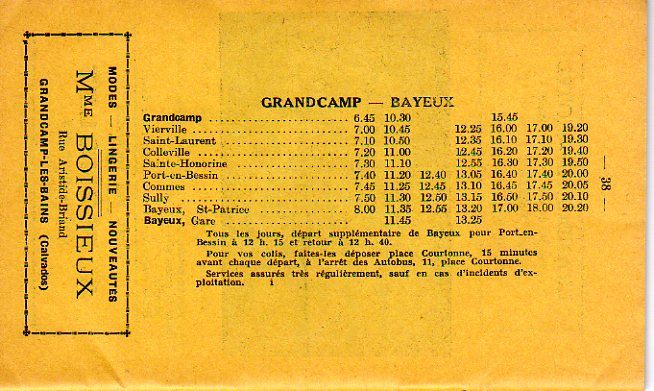 MODES — LINGERIE — NOUVEAUTÉS
MME BOISSIEUX
Rue Aristide-Briand
GRANDCAMP-LES-BAINS (Calvados)
GRANDCAMP — BAYEUX
Grandcamp 6.45 10.30 15.45
Vierville 7.00 10.45 12.25 16.00 17.00 19.20
Saint-Laurent 7.10 10.50 12.35 16.10 17.10 19.30
Colleville 7.20 11.00 12.45 16.20 17.20 19.40
Sainte-Honorine 7.30 11.10 12.55 16.30 17.30 19.50
Port-en-Bessin 7.40 11.20 12.40 13.05 16.40 17.40 20.00
Commes 7.45 11.25 12.45 13.10 16.45 17.45 20.05
Sully 7.50 11.30 12.50 13.15 16.50 17.50 20.10
Bayeux, St-Patrice 8.00 11.35 12.55 13.20 17.00 18.00 20.20
Bayeux, Gare 11.45 13.25
Tous les jours, départ supplémentaire de Bayeux pour Port-en-
Bessin à 12 h. 15 et retour à 12 h. 40.
Pour vos colis, faites-les déposer place Courtonne, 15 minutes
avant chaque départ, à l'arrêt des Autobus, 11, place Courtonne.
Services assurés très régulièrement, sauf en cas d'incidents d'ex-
ploitation. 1
— 38 —